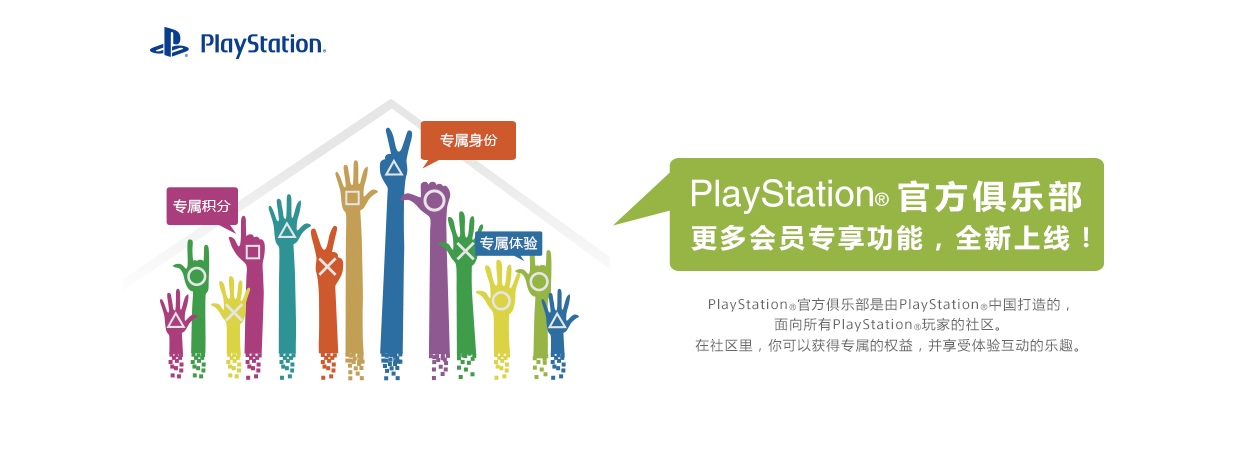 PlayStation®
专属身份
专属积分
专属体验
PlayStation® 官方俱乐部
更多会员专享功能，全新上线！
PlayStation®官方俱乐部是由PlayStation®中国打造的，
面向所有PlayStation®玩家的社区。
在社区里，你可以获得专属的权益，并享受体验互动的乐趣。